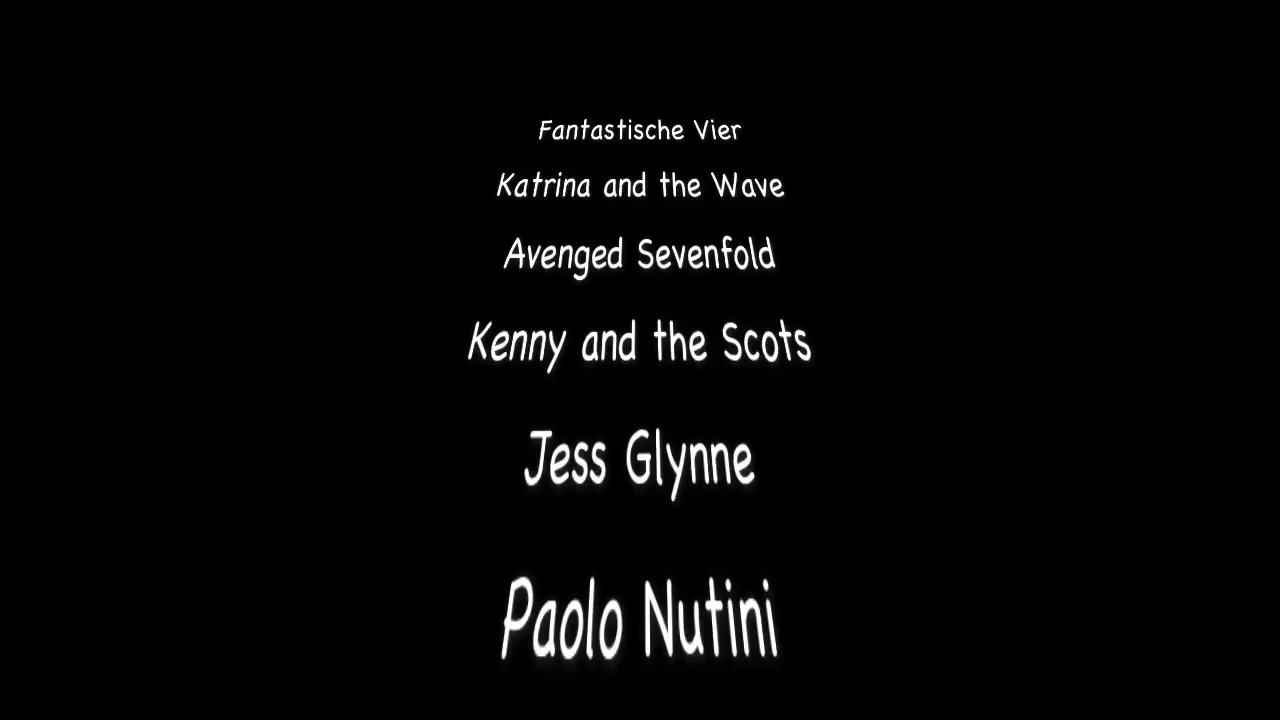 Fantastische Vier
Katrina and the Wave
Avenged Sevenfold
Kenny and the Scots
Jess Glynne
Paolo Nutini